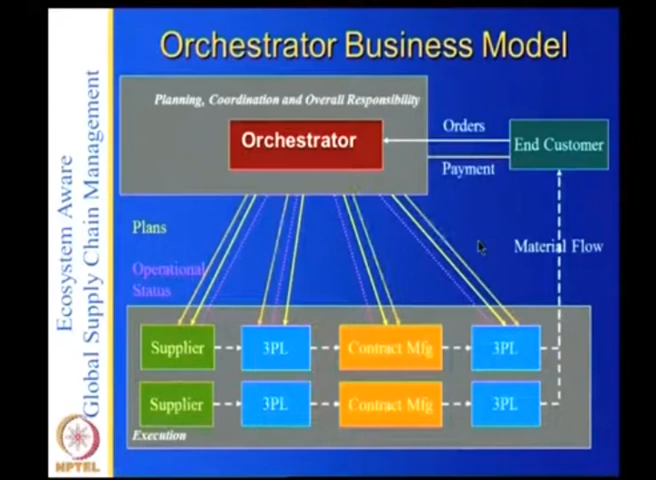 Orchestrator Business Model
Planning, Coordination and Overall Responsibility
Orchestrator
Orders
End Customer
Payment
Plans
Material Flow
Operational
Status
Supplier
3PL
Contract Mfg
3PL
Supplier
3PL
Contract Mfg
3PL
Execution
Ecosystem Aware
Global Supply Chain Management
NPTEL